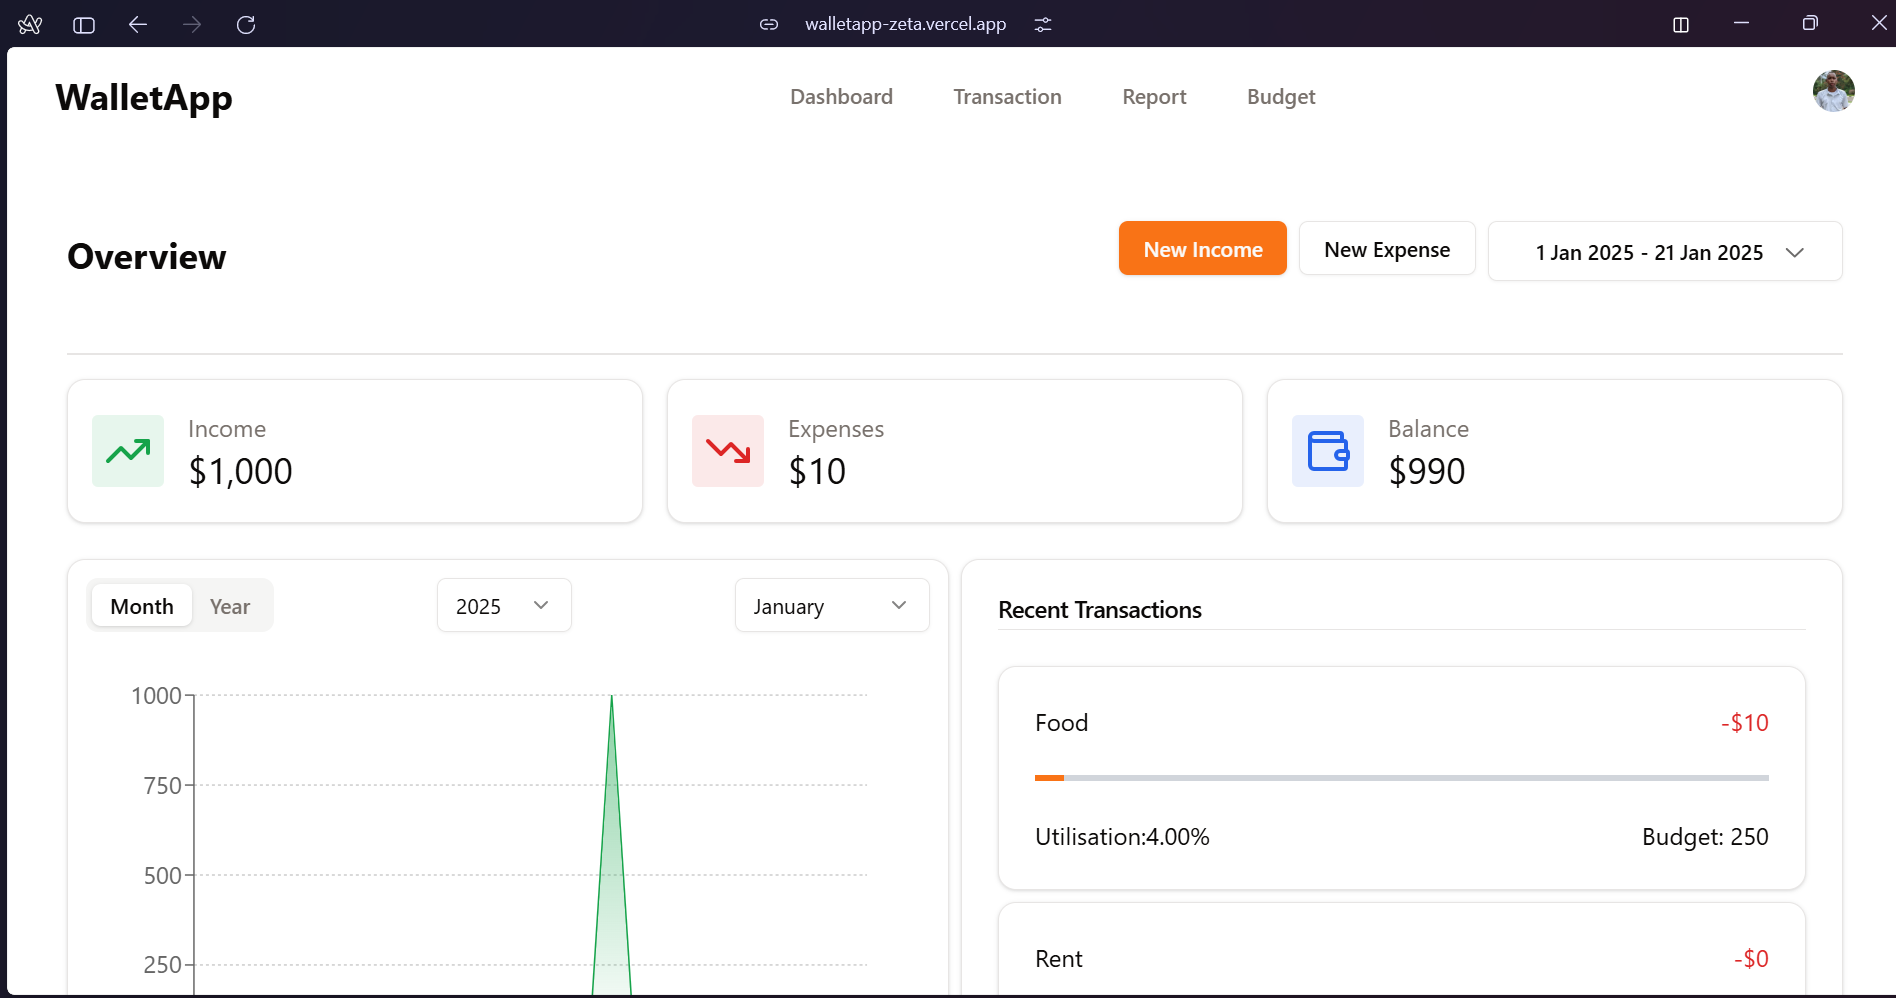 walletapp-zeta.vercel.app
WalletApp
Dashboard Transaction Report Budget
Overview
New Income New Expense 1 Jan 2025 - 21 Jan 2025
Income
$1,000
Expenses
$10
Balance
$990
Month Year 2025 January
1000
750
500
250
Recent Transactions
Food -$10
Utilisation:4.00% Budget: 250
Rent -$0